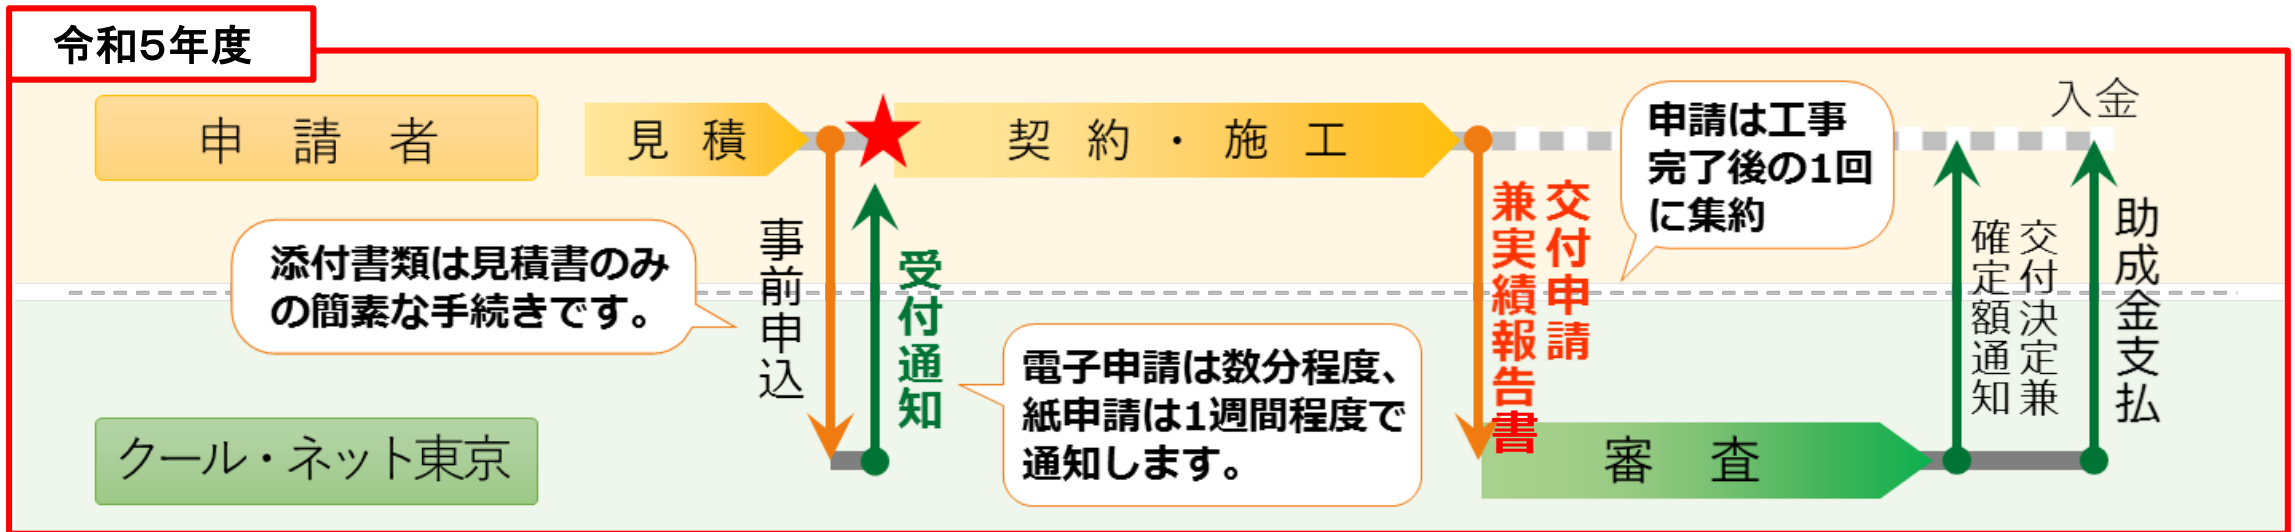 令和5年度
申請者
見積
契約・施工
入金
申請は工事
完了後の1回
に集約
添付書類は見積書のみ
の簡素な手続きです。
事前申込
受付通知
電子申請は数分程度、
紙申請は1週間程度で
通知します。
交付申請
兼実績報告書
交付決定兼
確定額通知
助成金支払
クール・ネット東京
審査